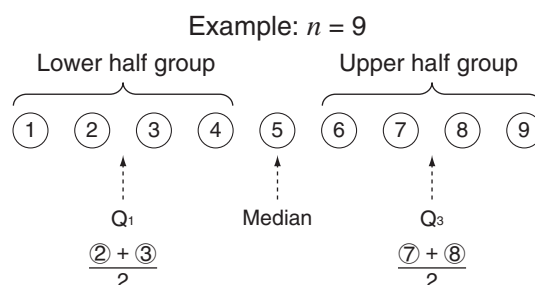 Example: n = 9
Lower half group Upper half group
① ② ③ ④ ⑤ ⑥ ⑦ ⑧ ⑨
Q₁ Median Q₃
② + ③ ⑦ + ⑧
2 2